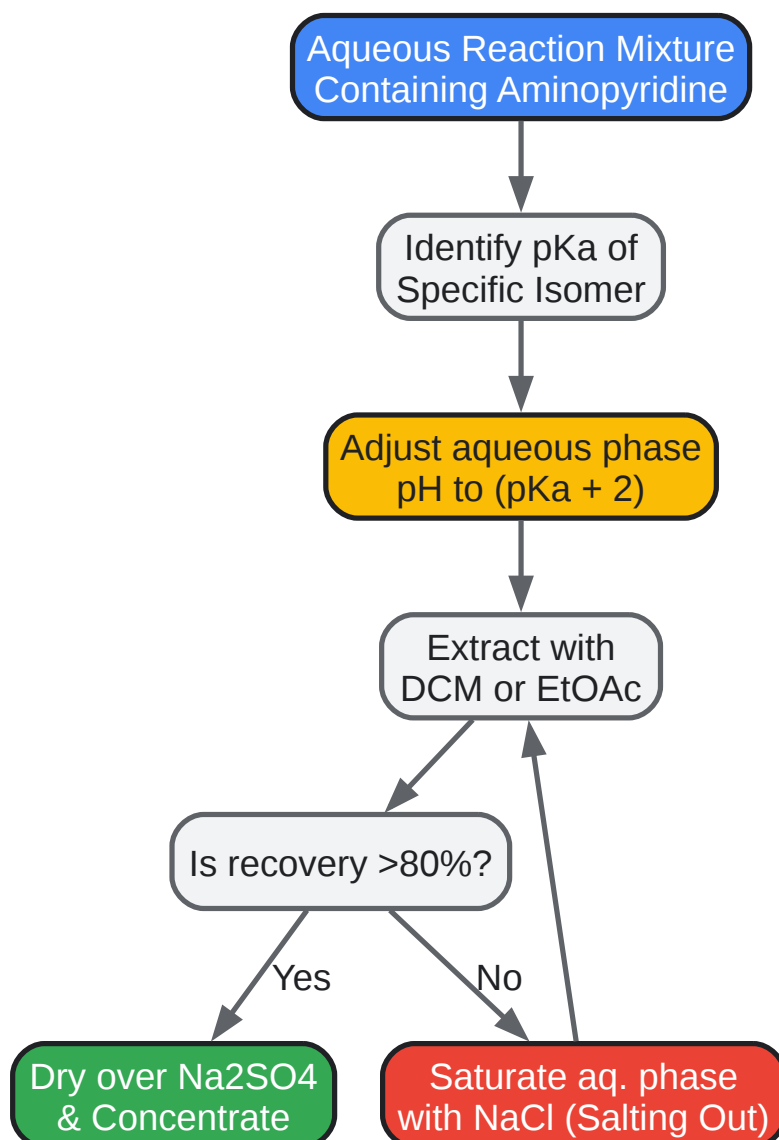 Aqueous Reaction Mixture
Containing Aminopyridine
Identify pKa of
Specific Isomer
Adjust aqueous phase
pH to (pKa + 2)
Extract with
DCM or EtOAc
Is recovery >80%?
Yes
No
Dry over Na2SO4
& Concentrate
Saturate aq. phase
with NaCl (Salting Out)